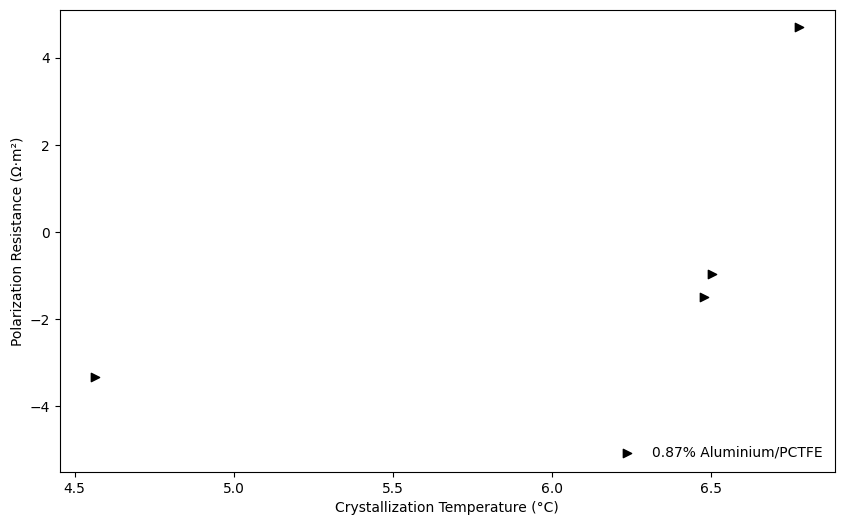 4
2
0
−2
−4
Polarization Resistance (Ω·m²)
0.87% Aluminium/PCTFE
4.5 5.0 5.5 6.0 6.5
Crystallization Temperature (°C)